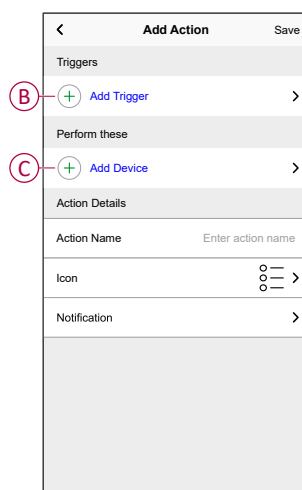 Add Action Save
Triggers
B Add Trigger
Perform these
C Add Device
Action Details
Action Name Enter action name
Icon
Notification